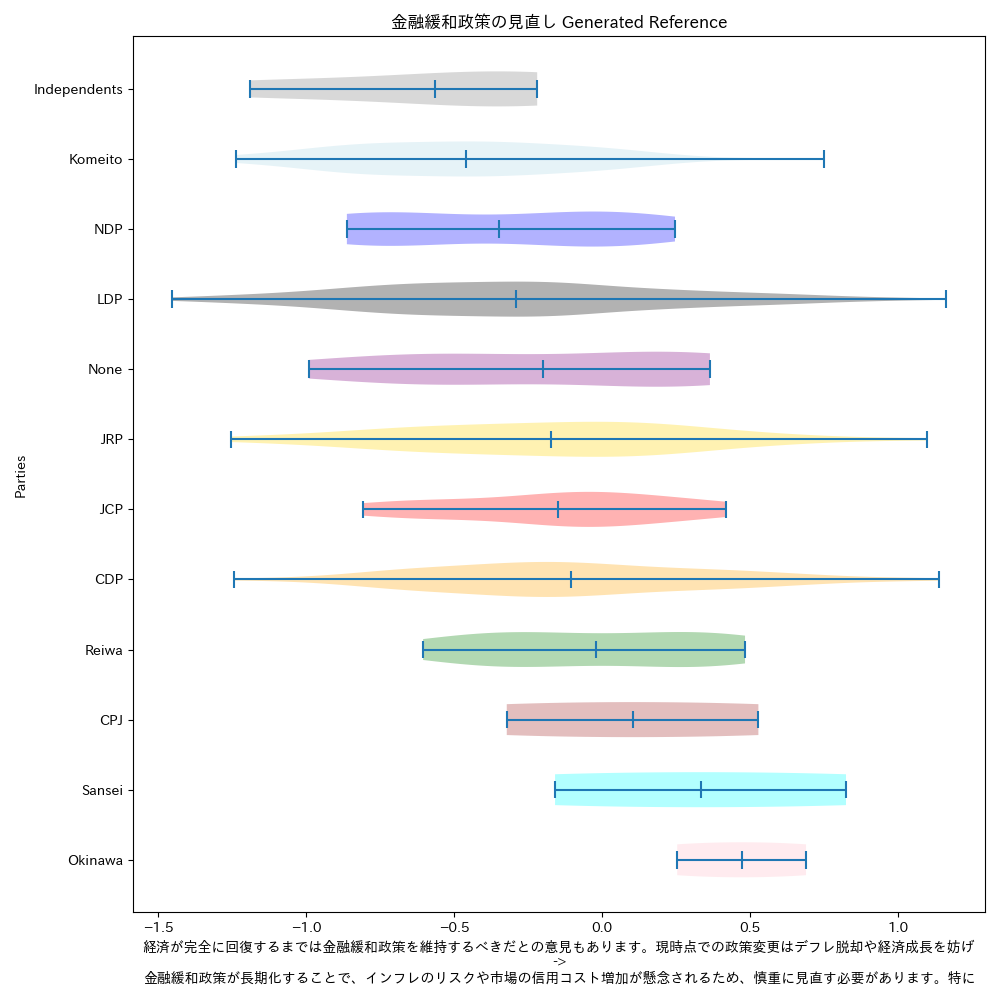 金融緩和政策の見直し Generated Reference
Independents
Komeito
NDP
LDP
None
JRP
JCP
CDP
Reiwa
CPJ
Sansei
Okinawa
Parties
−1.5 −1.0 −0.5 0.0 0.5 1.0
経済が完全に回復するまでは金融緩和政策を維持するべきだとの意見もあります。現時点での政策変更はデフレ脱却や経済成長を妨げ
->
金融緩和政策が長期化することで、インフレのリスクや市場の信用コスト増加が懸念されるため、慎重に見直す必要があります。特に